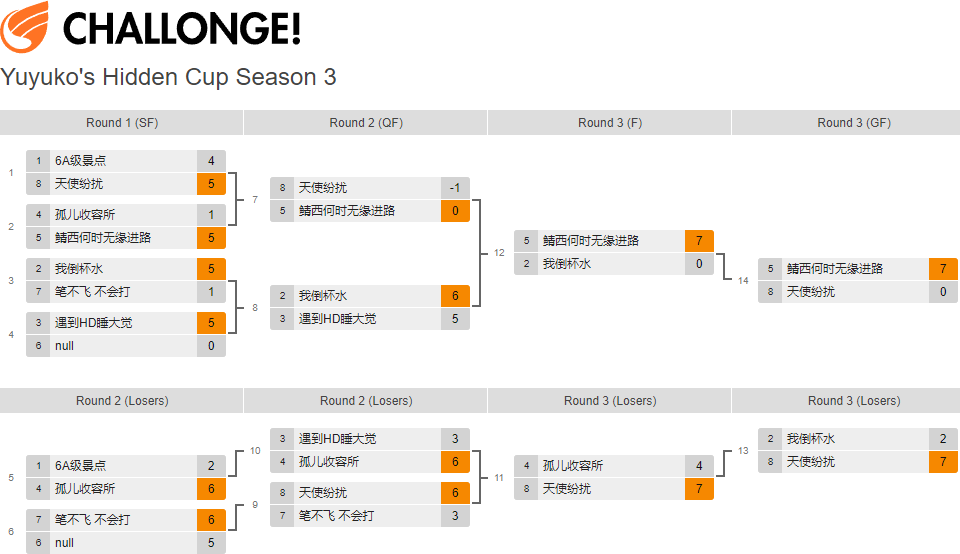 CHALLONGE!
Yuyuko's Hidden Cup Season 3
Round 1 (SF) Round 2 (QF) Round 3 (F) Round 3 (GF)
1
1 6A级景点 4
8 天使纷扰 5
2
4 孤儿收容所 1
5 鲭西何时无缘进路 5
3
2 我倒杯水 5
7 笔不飞 不会打 1
4
3 遇到HD睡大觉 5
6 null 0
7
8 天使纷扰 -1
5 鲭西何时无缘进路 0
8
2 我倒杯水 6
3 遇到HD睡大觉 5
12
5 鲭西何时无缘进路 7
2 我倒杯水 0
14
5 鲭西何时无缘进路 7
8 天使纷扰 0
Round 2 (Losers) Round 2 (Losers) Round 3 (Losers) Round 3 (Losers)
5
1 6A级景点 2
4 孤儿收容所 6
6
7 笔不飞 不会打 6
6 null 5
10
3 遇到HD睡大觉 3
4 孤儿收容所 6
9
8 天使纷扰 6
7 笔不飞 不会打 3
11
4 孤儿收容所 4
8 天使纷扰 7
13
2 我倒杯水 2
8 天使纷扰 7